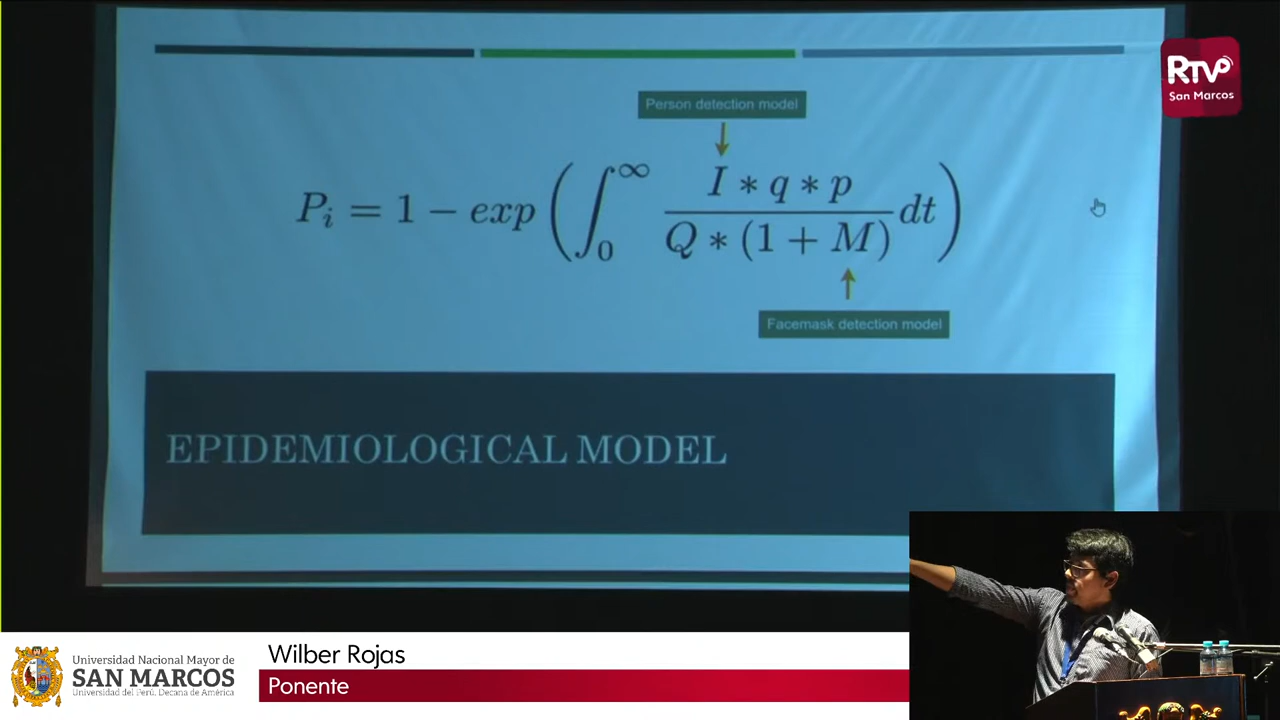 RTVP
San Marcos
Person detection model
P_i = 1 − exp ( ∫_0^∞ \frac{I * q * p}{Q * (1 + M)} dt )
Facemask detection model
EPIDEMIOLOGICAL MODEL
Wilber Rojas
Ponente
Universidad Nacional Mayor de
SAN MARCOS
Universidad del Perú. Decana de América